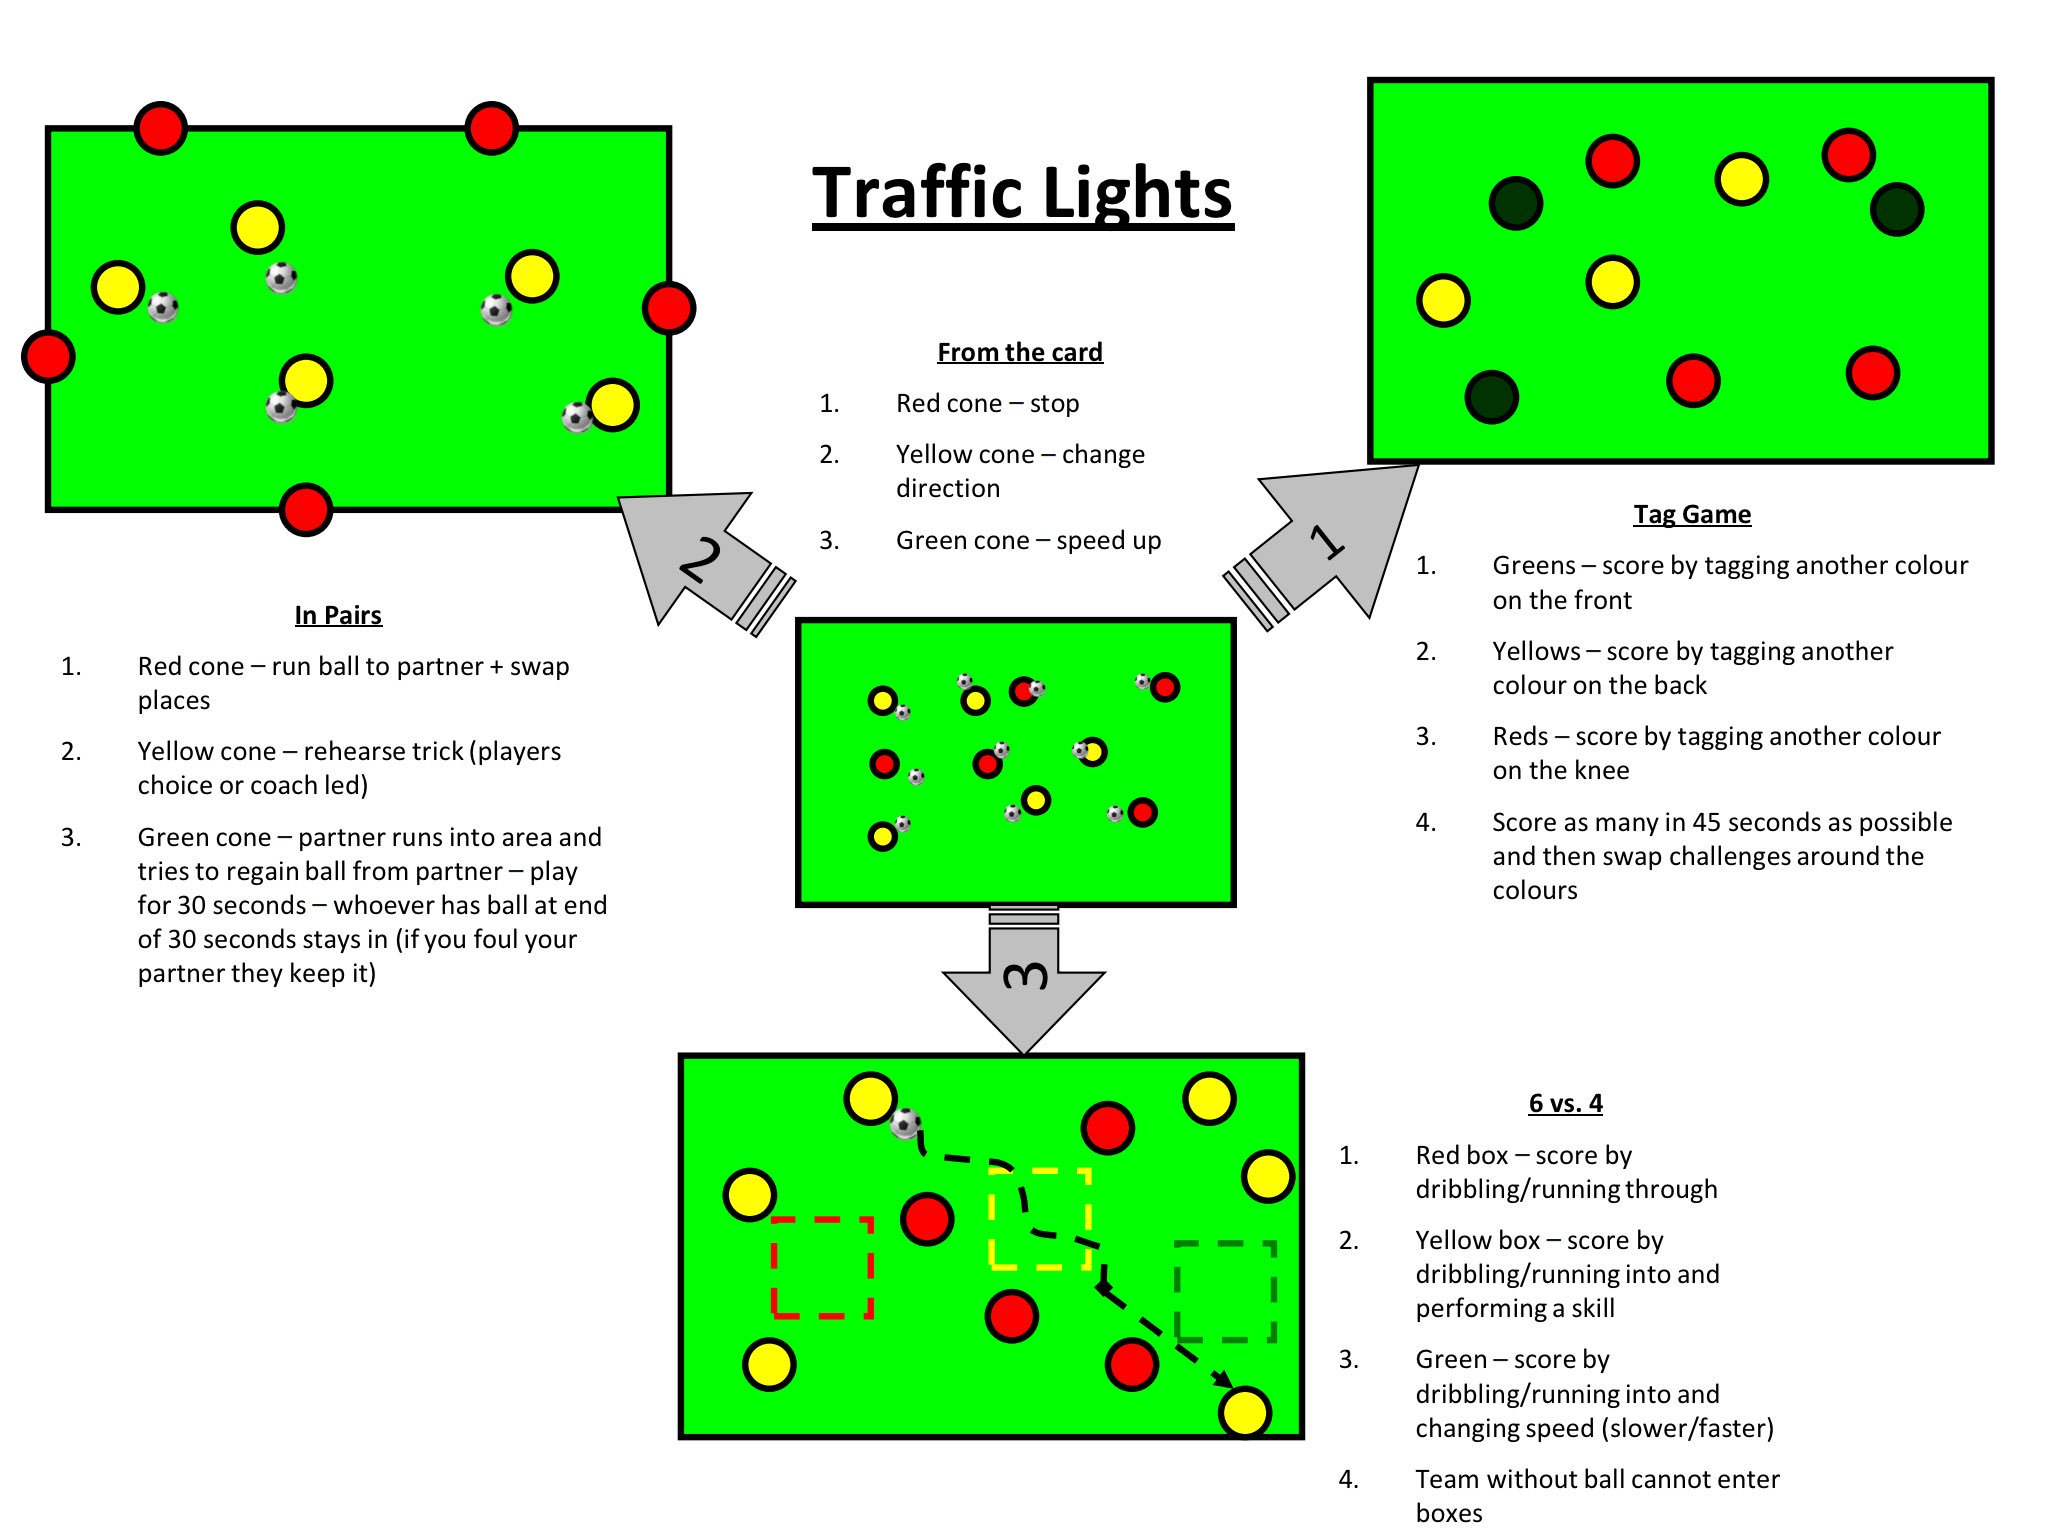 Traffic Lights
From the card
1. Red cone – stop
2. Yellow cone – change
direction
3. Green cone – speed up
2
1
3
Tag Game
1. Greens – score by tagging another colour
on the front
2. Yellows – score by tagging another
colour on the back
3. Reds – score by tagging another colour
on the knee
4. Score as many in 45 seconds as possible
and then swap challenges around the
colours
In Pairs
1. Red cone – run ball to partner + swap
places
2. Yellow cone – rehearse trick (players
choice or coach led)
3. Green cone – partner runs into area and
tries to regain ball from partner – play
for 30 seconds – whoever has ball at end
of 30 seconds stays in (if you foul your
partner they keep it)
6 vs. 4
1. Red box – score by
dribbling/running through
2. Yellow box – score by
dribbling/running into and
performing a skill
3. Green – score by
dribbling/running into and
changing speed (slower/faster)
4. Team without ball cannot enter
boxes